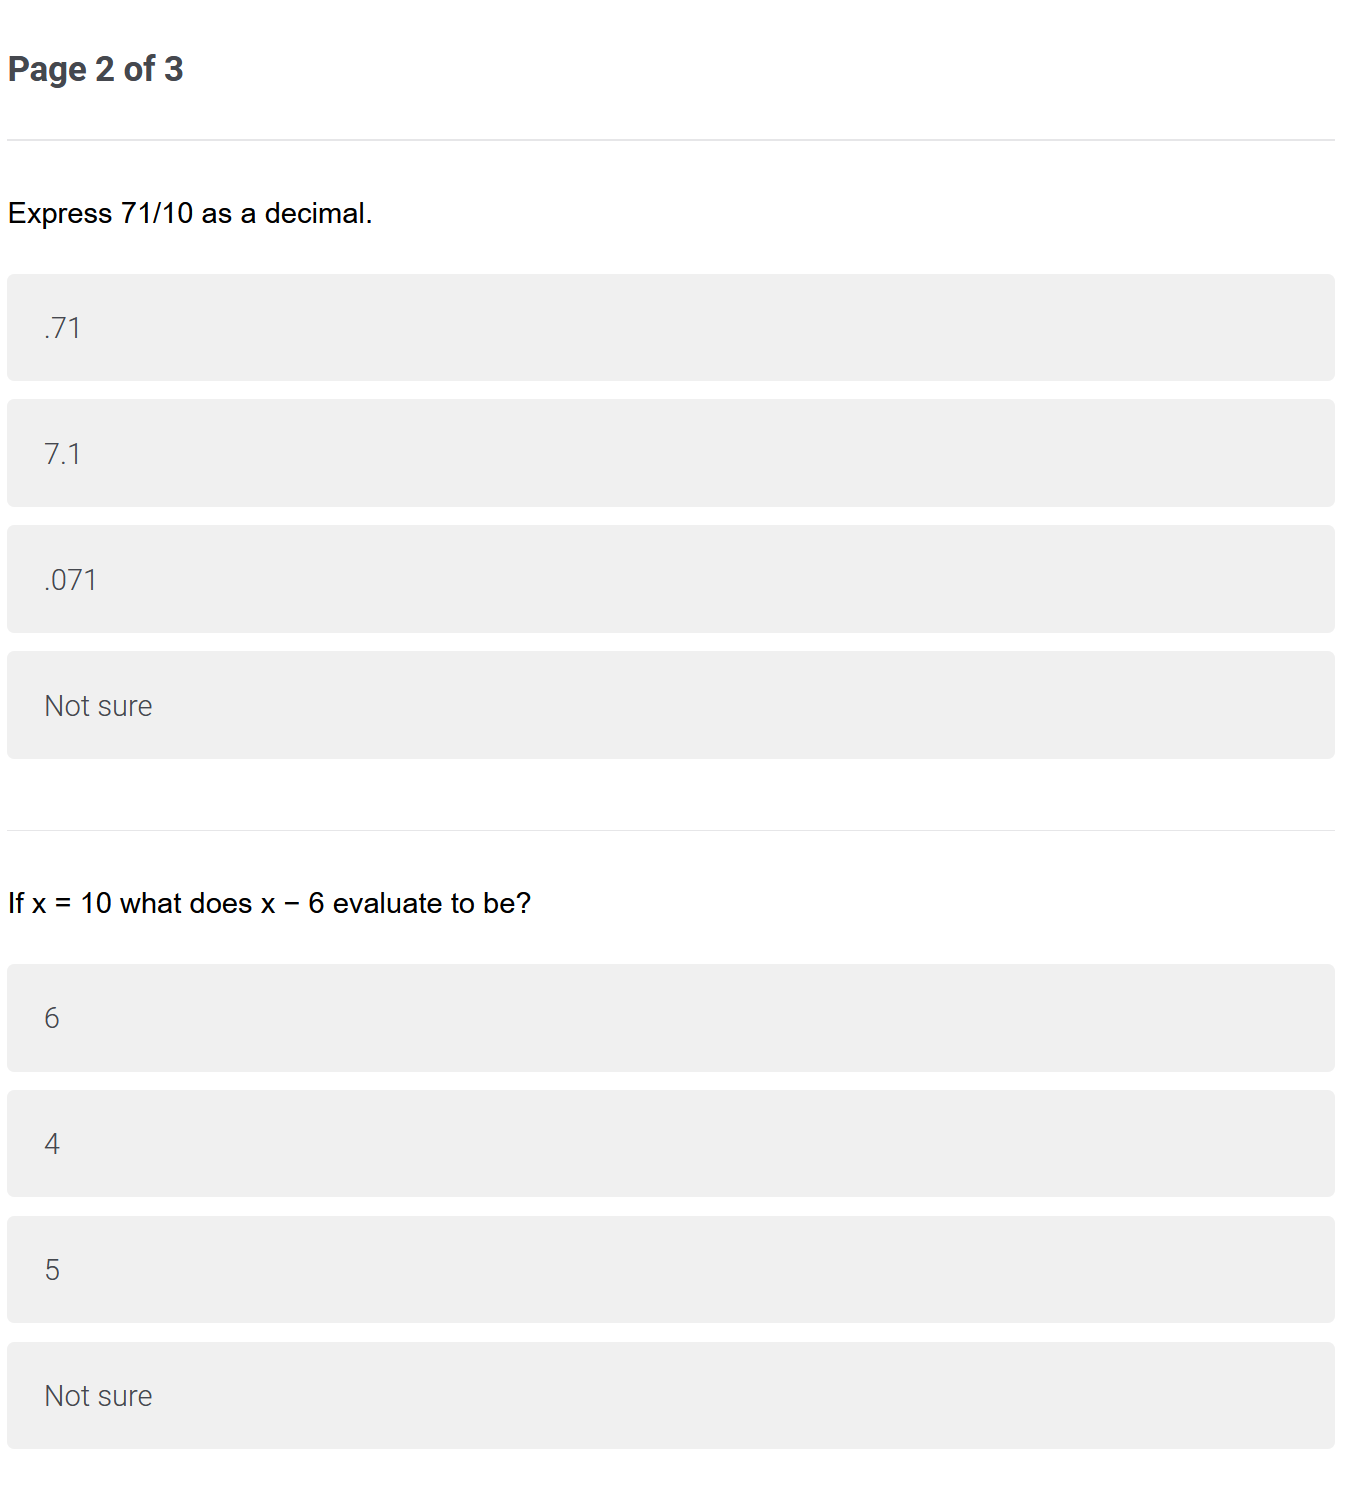 Page 2 of 3
Express 71/10 as a decimal.
.71
7.1
.071
Not sure
If x = 10 what does x − 6 evaluate to be?
6
4
5
Not sure